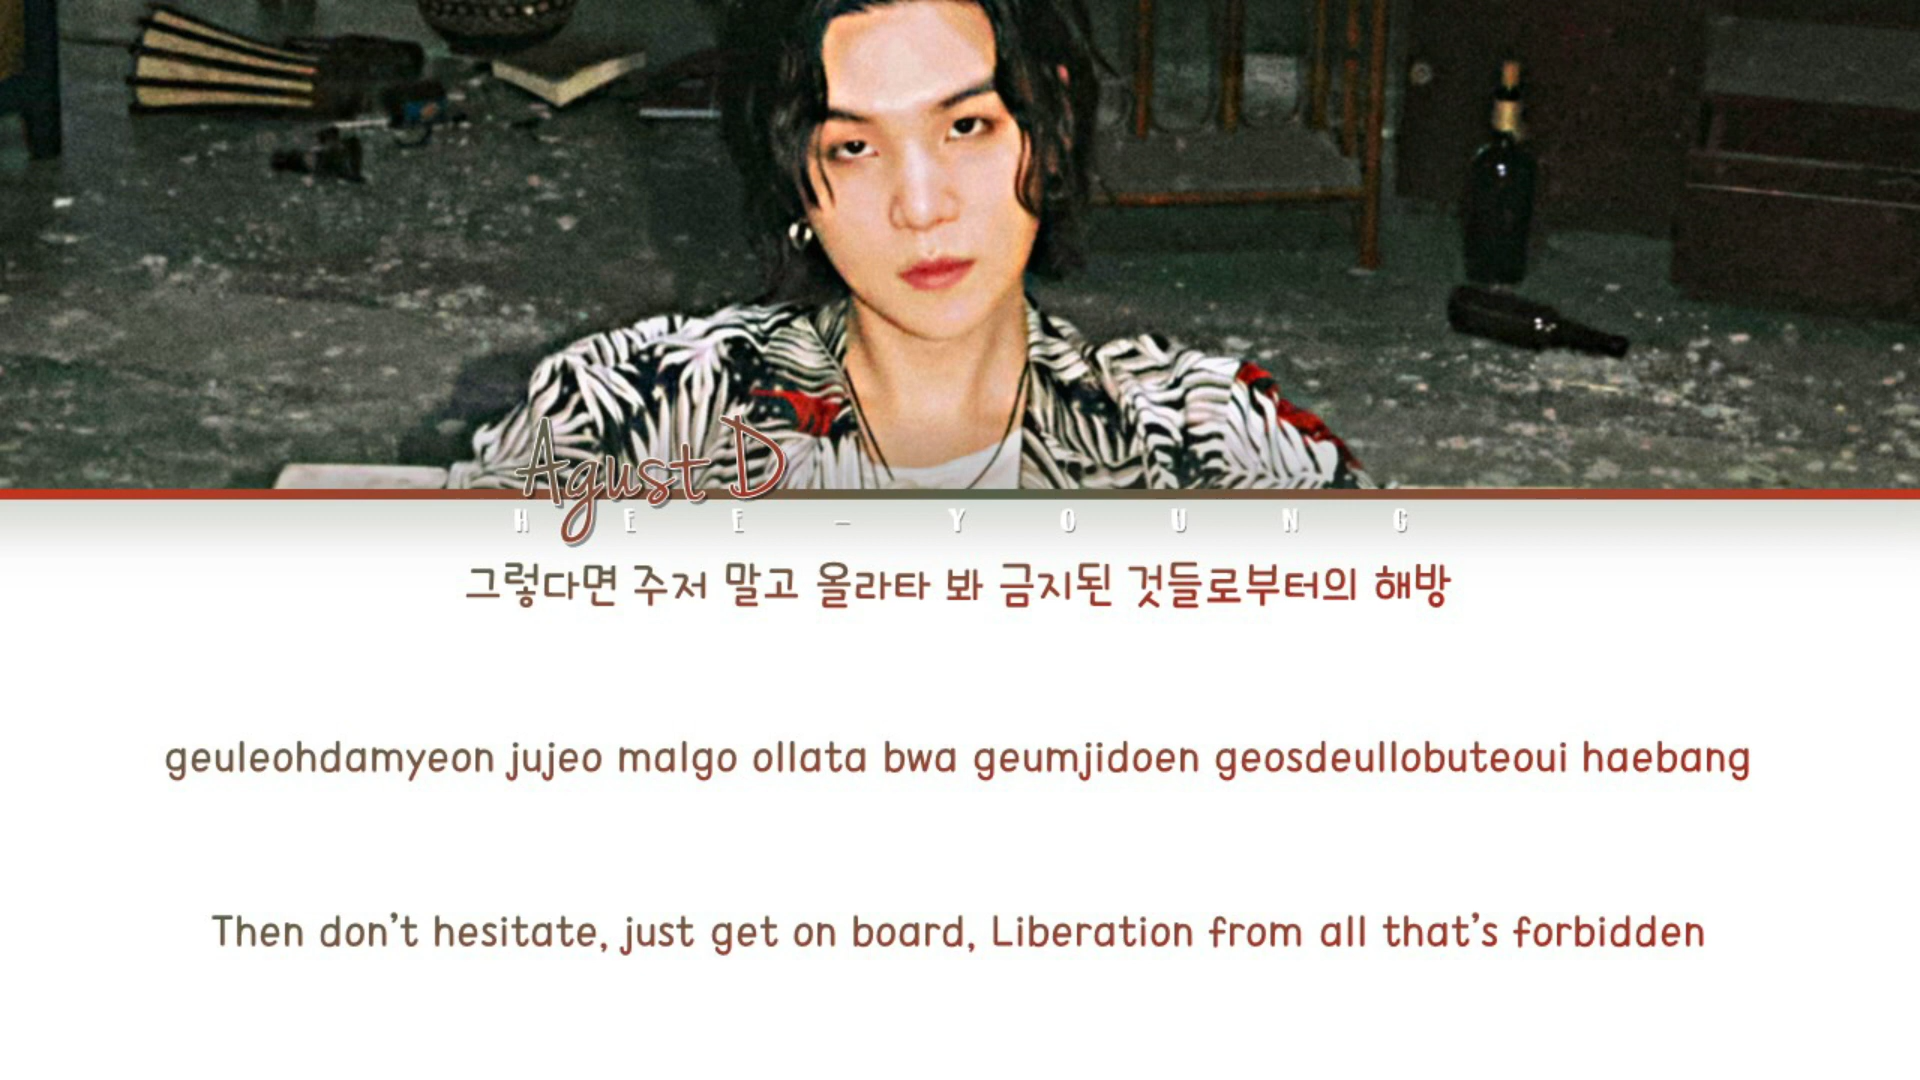 Agust D
HEE-YOUNG
그렇다면 주저 말고 올라타 봐 금지된 것들로부터의 해방
geuleohdamyeon jujeo malgo ollata bwa geumjidoen geosdeullobuteoui haebang
Then don't hesitate, just get on board, Liberation from all that's forbidden